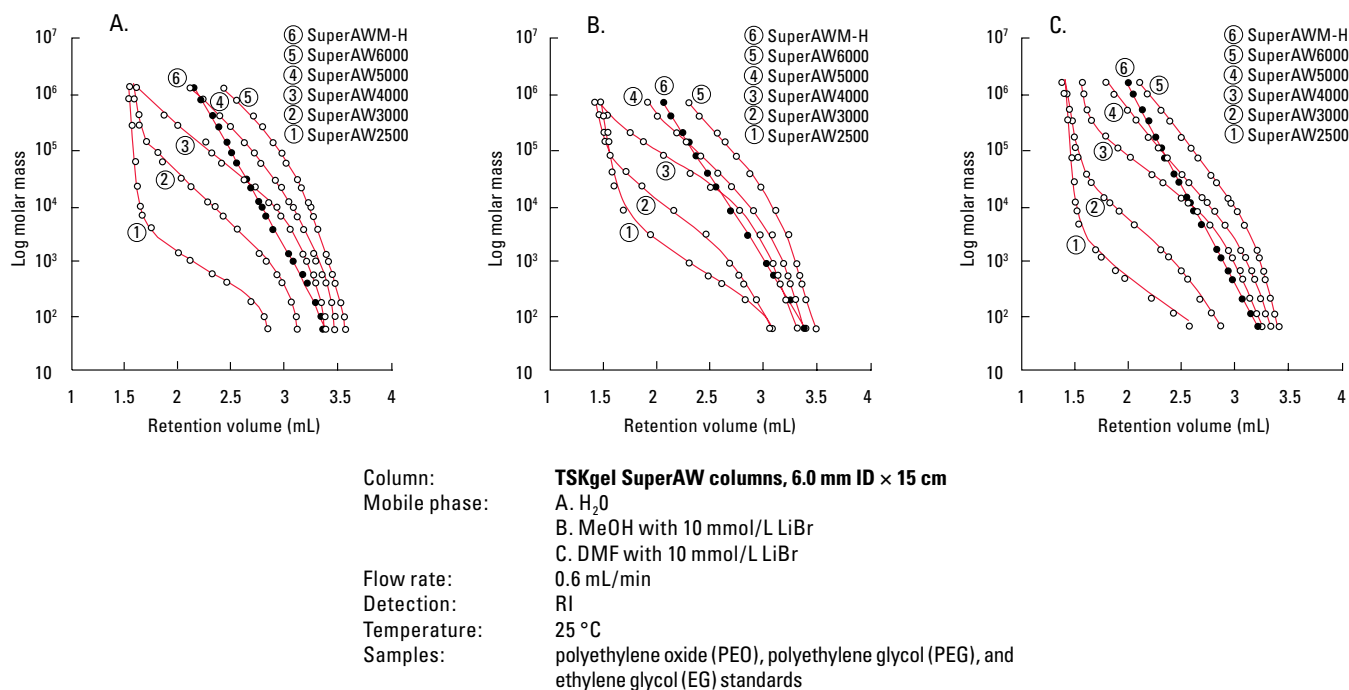 A.
10⁷
10⁶
10⁵
10⁴
10³
10²
10
Log molar mass
⑥ SuperAWM-H
⑤ SuperAW6000
④ SuperAW5000
③ SuperAW4000
② SuperAW3000
① SuperAW2500
⑥
④
⑤
③
②
①
1 1.5 2 2.5 3 3.5 4
Retention volume (mL)
B.
10⁷
10⁶
10⁵
10⁴
10³
10²
10
Log molar mass
⑥ SuperAWM-H
⑤ SuperAW6000
④ SuperAW5000
③ SuperAW4000
② SuperAW3000
① SuperAW2500
④
⑥
⑤
③
②
①
1 1.5 2 2.5 3 3.5 4
Retention volume (mL)
C.
10⁷
10⁶
10⁵
10⁴
10³
10²
10
Log molar mass
⑥ SuperAWM-H
⑤ SuperAW6000
④ SuperAW5000
③ SuperAW4000
② SuperAW3000
① SuperAW2500
⑥
⑤
④
③
②
①
1 1.5 2 2.5 3 3.5 4
Retention volume (mL)
Column: TSKgel SuperAW columns, 6.0 mm ID × 15 cm
Mobile phase: A. H₂0
B. MeOH with 10 mmol/L LiBr
C. DMF with 10 mmol/L LiBr
Flow rate: 0.6 mL/min
Detection: RI
Temperature: 25 °C
Samples: polyethylene oxide (PEO), polyethylene glycol (PEG), and
ethylene glycol (EG) standards